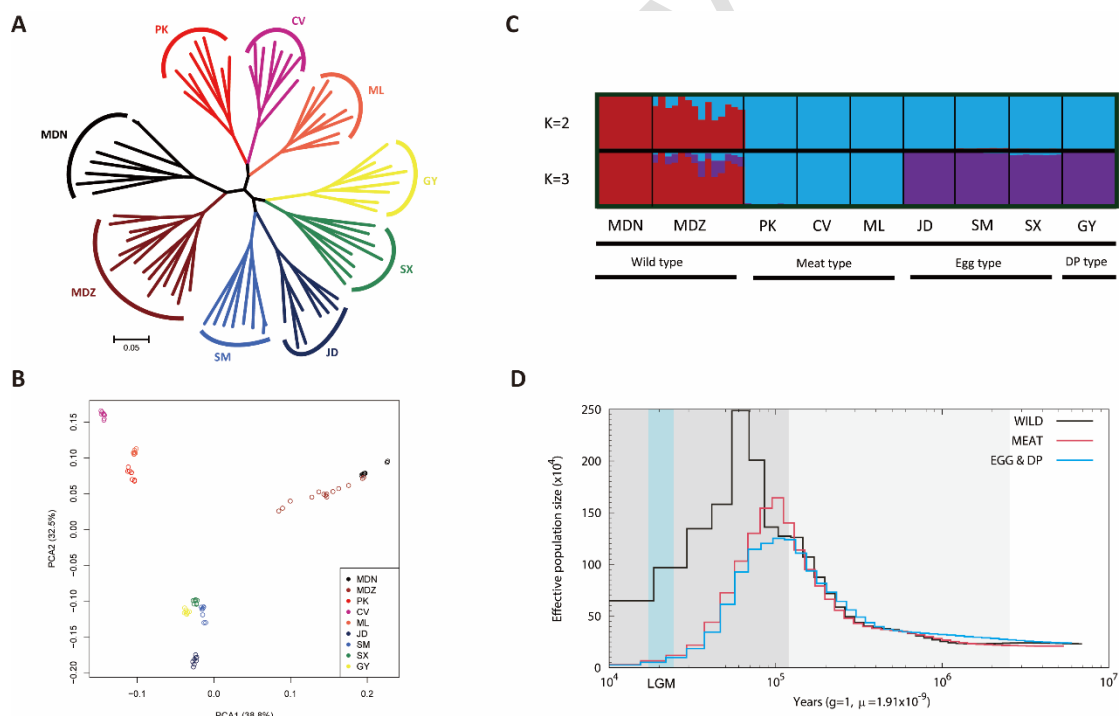 A
PK
CV
ML
MDN
GY
SX
MDZ
SM
JD
0.05
B
PCA2 (32.5%)
0.15
0.10
0.05
0.00
-0.05
-0.10
-0.15
-0.20
-0.1
0.0
0.1
0.2
PCA1 (38.8%)
MDN
MDZ
PK
CV
ML
JD
SM
SX
GY
C
K=2
K=3
MDN MDZ PK CV ML JD SM SX GY
Wild type Meat type Egg type DP type
D
Effective population size (x10⁴)
250
200
150
100
50
0
WILD
MEAT
EGG & DP
10⁴ 10⁵ 10⁶ 10⁷
LGM
Years (g=1, μ=1.91x10⁻⁹)